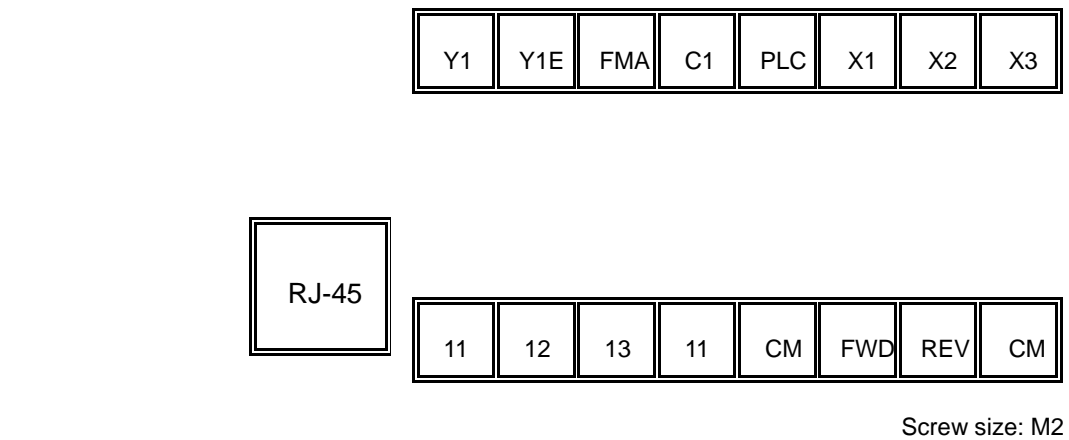 Y1 Y1E FMA C1 PLC X1 X2 X3
RJ-45
11 12 13 11 CM FWD REV CM
Screw size: M2